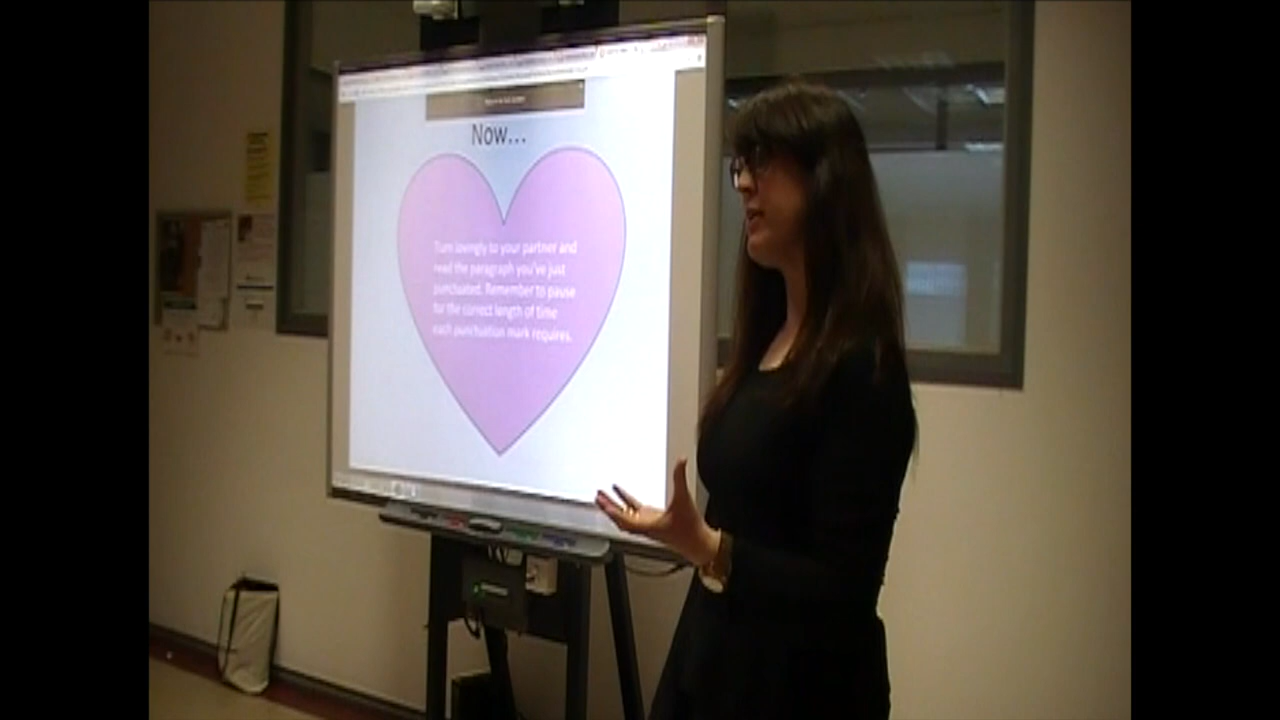 Now...
Turn lovingly to your partner and
read the paragraph you've just
punctuated. Remember to pause
for the correct length of time
each punctuation mark requires.